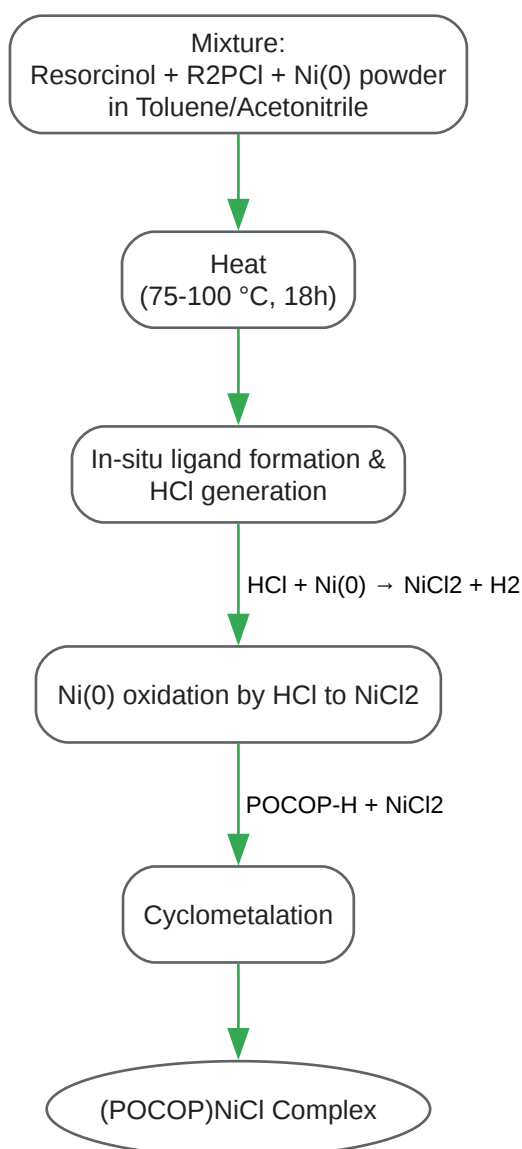 Mixture:
Resorcinol + R2PCl + Ni(0) powder
in Toluene/Acetonitrile
Heat
(75-100 °C, 18h)
In-situ ligand formation &
HCl generation
HCl + Ni(0) → NiCl2 + H2
Ni(0) oxidation by HCl to NiCl2
POCOP-H + NiCl2
Cyclometalation
(POCOP)NiCl Complex